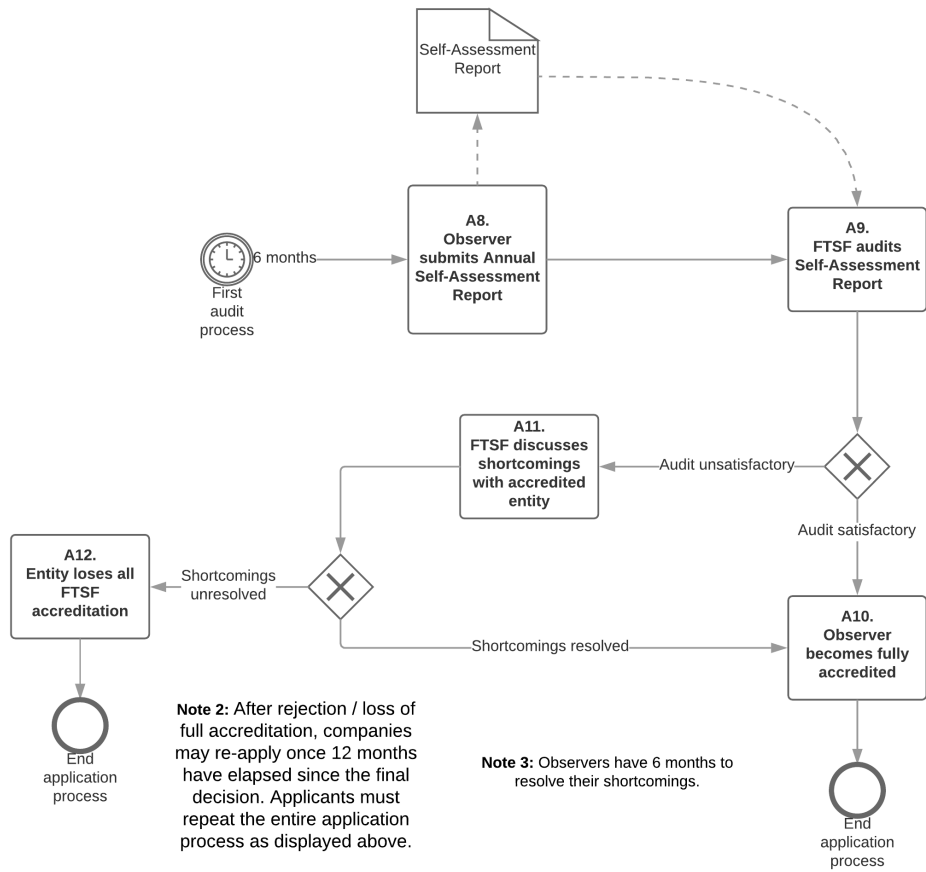 Self-Assessment
Report
A8.
Observer
submits Annual
Self-Assessment
Report
A9.
FTSF audits
Self-Assessment
Report
6 months
First
audit
process
A11.
FTSF discusses
shortcomings
with accredited
entity
Audit unsatisfactory
Audit satisfactory
A12.
Entity loses all
FTSF
accreditation
Shortcomings
unresolved
A10.
Observer
becomes fully
accredited
Shortcomings resolved
Note 2: After rejection / loss of
full accreditation, companies
may re-apply once 12 months
have elapsed since the final
decision. Applicants must
repeat the entire application
process as displayed above.
Note 3: Observers have 6 months to
resolve their shortcomings.
End
application
process
End
application
process